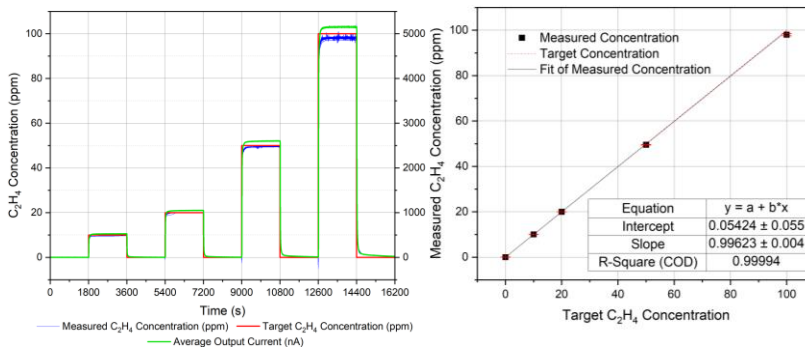 C₂H₄ Concentration (ppm)
100
80
60
40
20
0
5000
4000
3000
2000
1000
0
0 1800 3600 5400 7200 9000 10800 12600 14400 16200
Time (s)
Measured C₂H₄ Concentration (ppm) Target C₂H₄ Concentration (ppm)
Average Output Current (nA)
Measured C₂H₄ Concentration (ppm)
100
80
60
40
20
0
Measured Concentration
Target Concentration
Fit of Measured Concentration
Equation y = a + b*x
Intercept 0.05424 ± 0.055
Slope 0.99623 ± 0.004
R-Square (COD) 0.99994
0 20 40 60 80 100
Target C₂H₄ Concentration